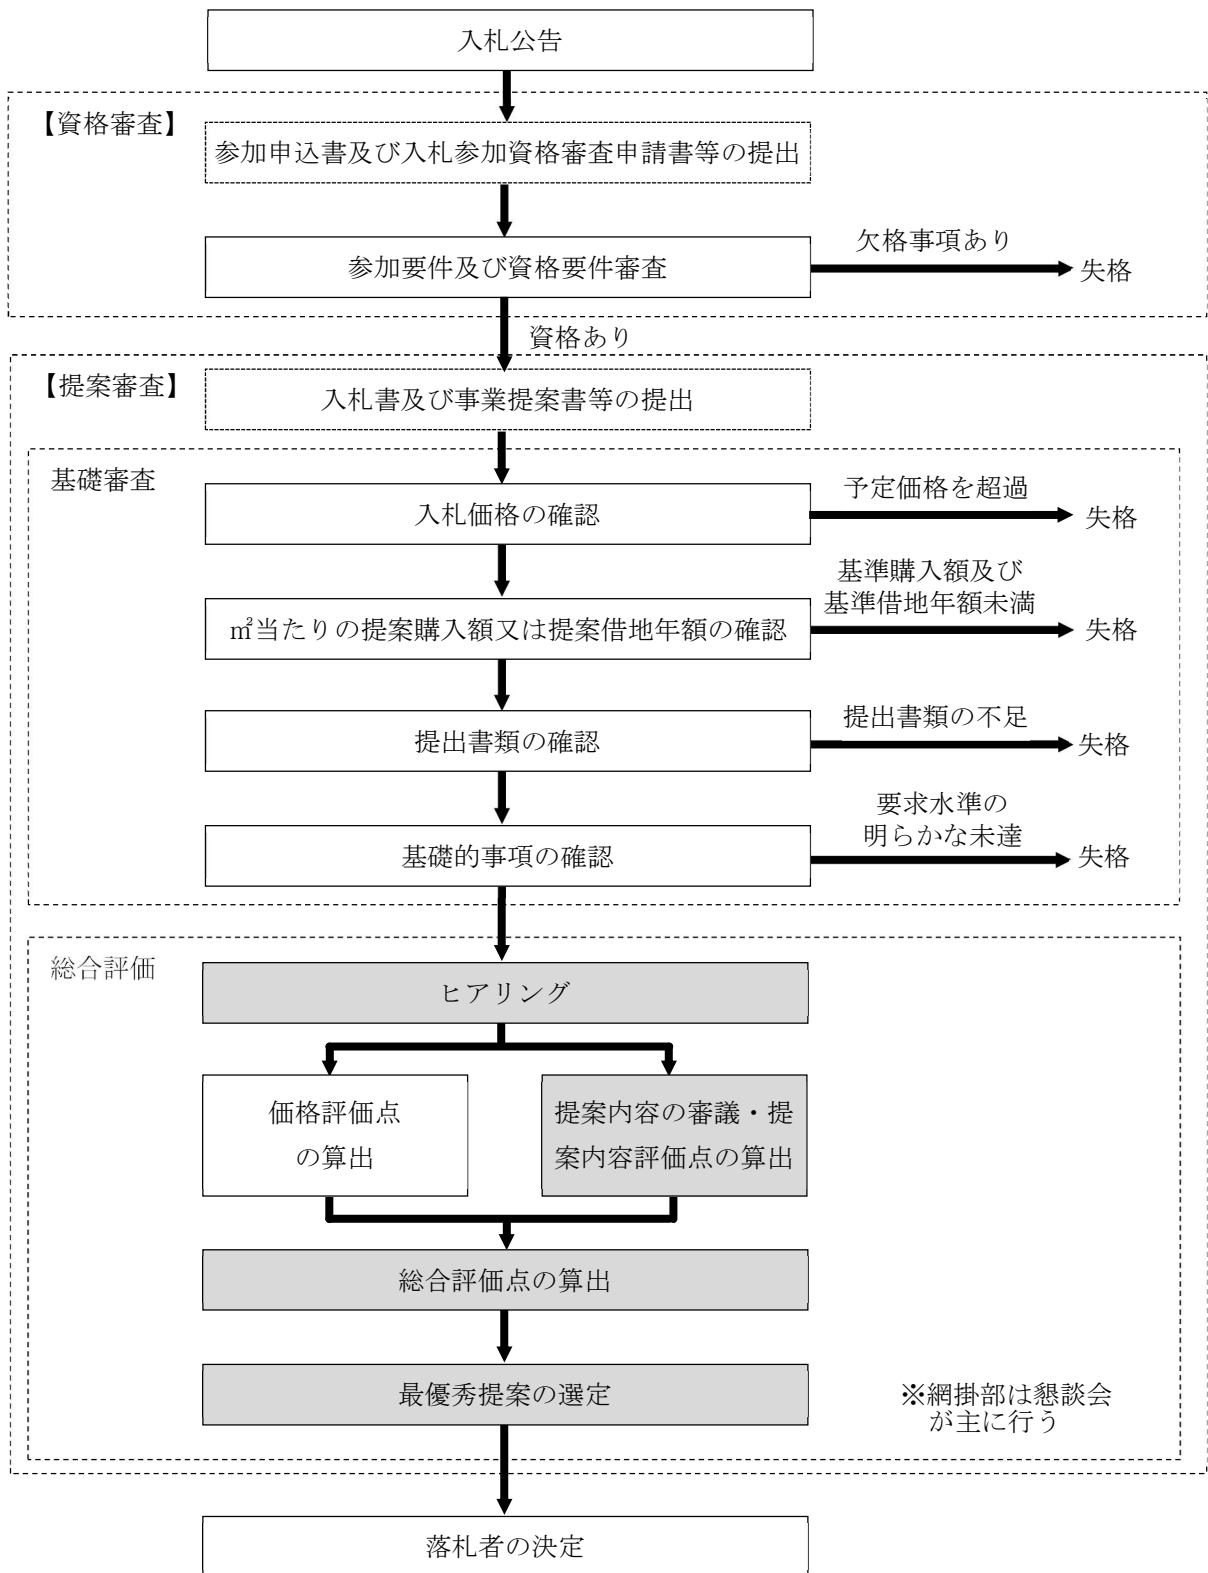 入札公告
【資格審査】
参加申込書及び入札参加資格審査申請書等の提出
欠格事項あり
参加要件及び資格要件審査
失格
資格あり
【提案審査】
入札書及び事業提案書等の提出
基礎審査
予定価格を超過
入札価格の確認
失格
基準購入額及び
基準借地年額未満
㎡当たりの提案購入額又は提案借地年額の確認
失格
提出書類の不足
提出書類の確認
失格
要求水準の
明らかな未達
基礎的事項の確認
失格
総合評価
ヒアリング
価格評価点
の算出
提案内容の審議・提
案内容評価点の算出
総合評価点の算出
最優秀提案の選定
※網掛部は懇談会
が主に行う
落札者の決定